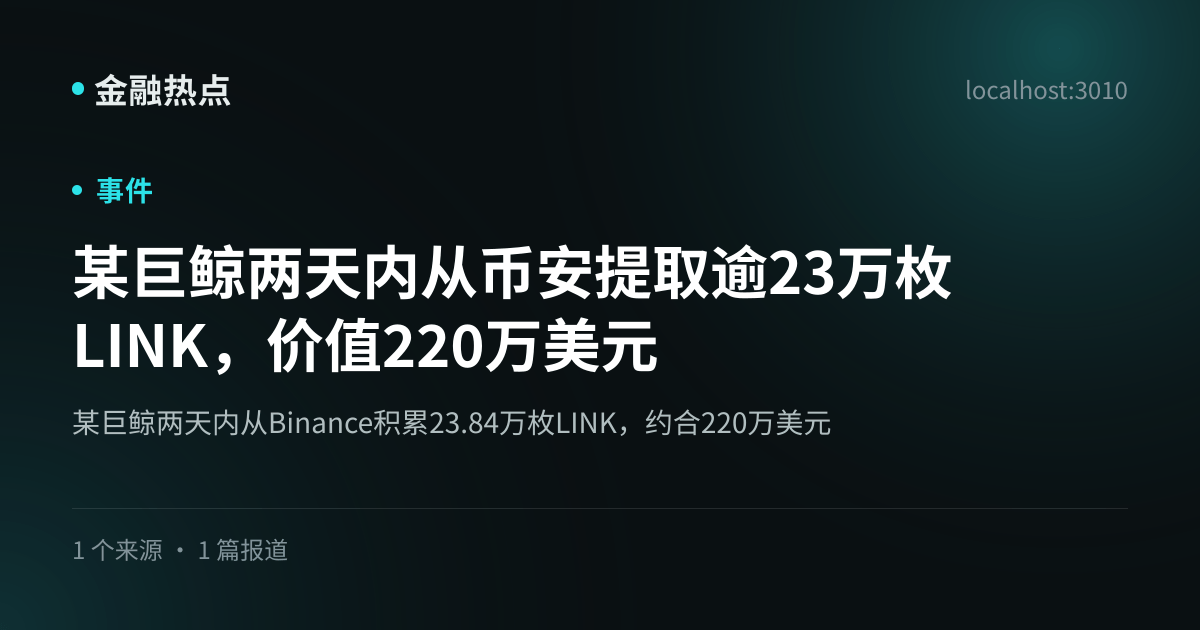 金融热点
localhost:3010
事件
某巨鲸两天内从币安提取逾23万枚
LINK，价值220万美元
某巨鲸两天内从Binance积累23.84万枚LINK，约合220万美元
1 个来源 · 1 篇报道